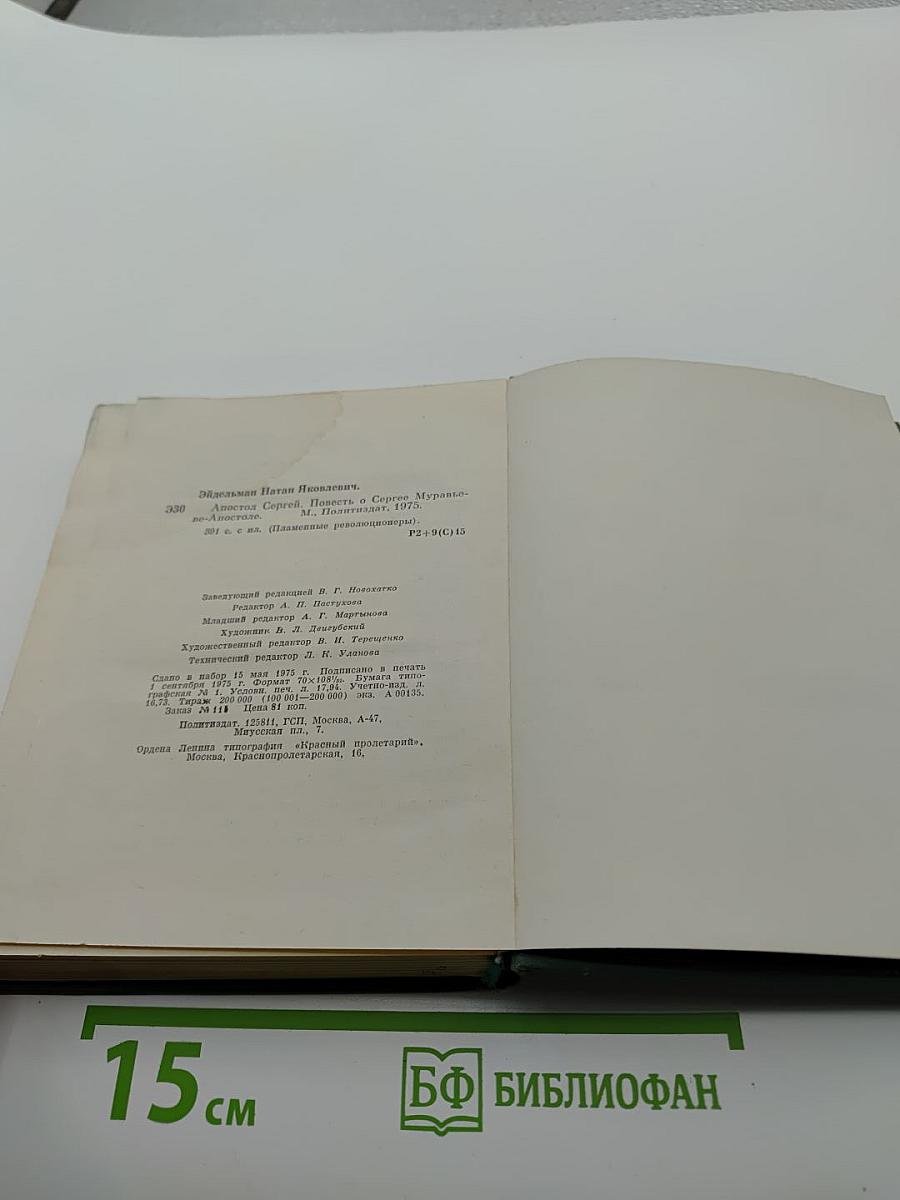 Эйдельман Натан Яковлевич.
Э30 Апостол Сергей. Повесть о Сергее Муравье-
ве-Апостоле. М., Политиздат, 1975.
391 с. с ил. (Пламенные революционеры).
Р2+9(С)15
Заведующий редакцией В. Г. Новохатко
Редактор А. П. Пастухова
Младший редактор А. Г. Мартынова
Художник В. Л. Двигубский
Художественный редактор В. И. Терещенко
Технический редактор Л. К. Уланова
Сдано в набор 15 мая 1975 г. Подписано в печать
1 сентября 1975 г. Формат 70×108¹/₃₂. Бумага типо-
графская № 1. Условн. печ. л. 17,94. Учетно-изд. л.
16,73. Тираж 200 000 (100 001—200 000) экз. А 00135.
Заказ № 111 Цена 81 коп.
Политиздат. 125811, ГСП, Москва, А-47,
Миусская пл., 7.
Ордена Ленина типография «Красный пролетарий».
Москва, Краснопролетарская, 16.
15 см
БФ БИБЛИОФАН